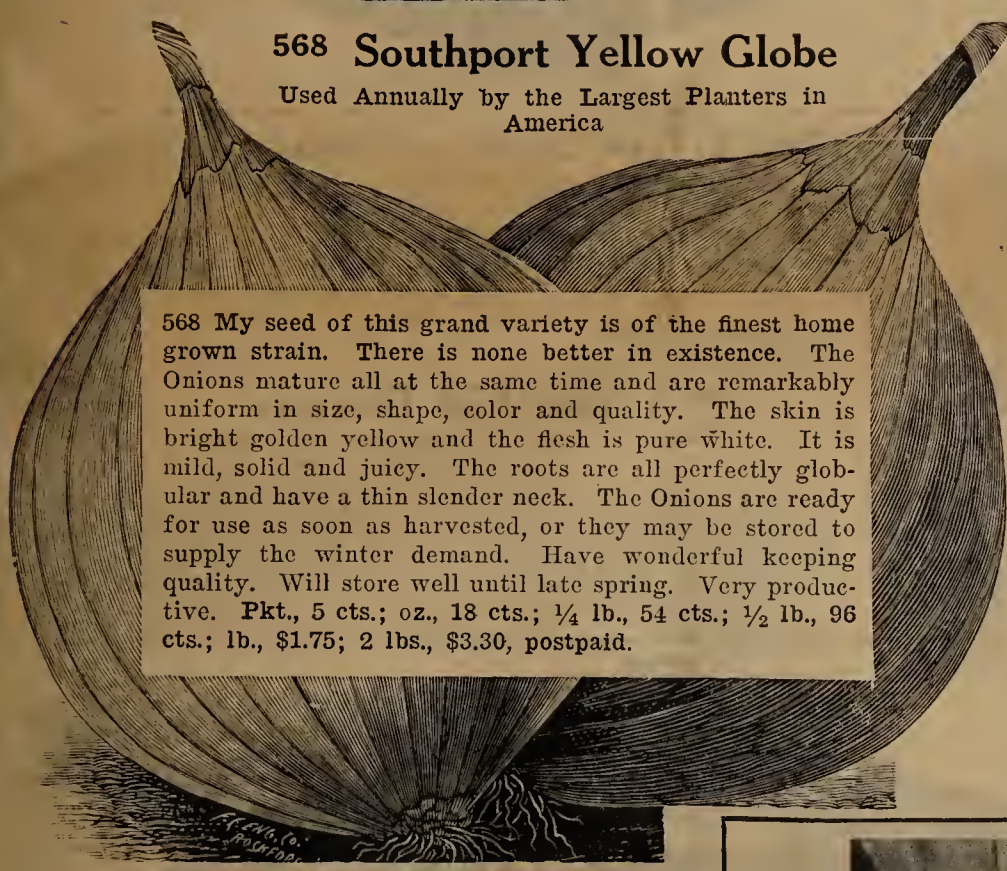 568 Southport Yellow Globe
Used Annually by the Largest Planters in
America
568 My seed of this grand variety is of the finest home
grown strain. There is none better in existence. The
Onions mature all at the same time and are remarkably
uniform in size, shape, color and quality. The skin is
bright golden yellow and the flesh is pure white. It is
mild, solid and juicy. The roots are all perfectly glob-
ular and have a thin slender neck. The Onions are ready
for use as soon as harvested, or they may be stored to
supply the winter demand. Have wonderful keeping
quality. Will store well until late spring. Very produc-
tive. Pkt., 5 cts.; oz., 18 cts.; ¼ lb., 54 cts.; ½ lb., 96
cts.; lb., $1.75; 2 lbs., $3.30, postpaid.
ENG. CO.